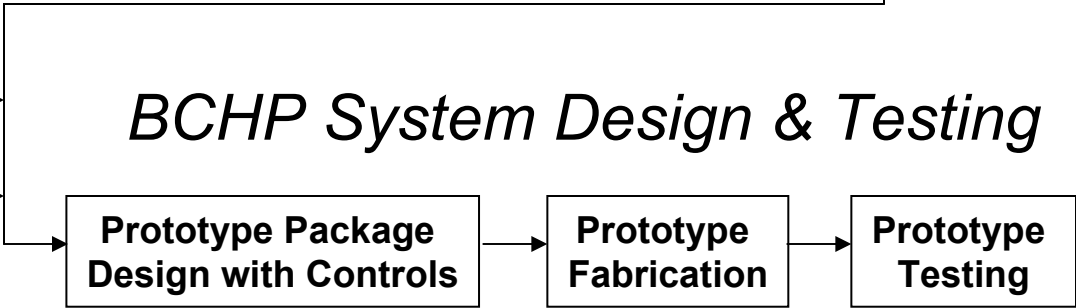 BCHP System Design & Testing
Prototype Package
Design with Controls
Prototype
Fabrication
Prototype
Testing